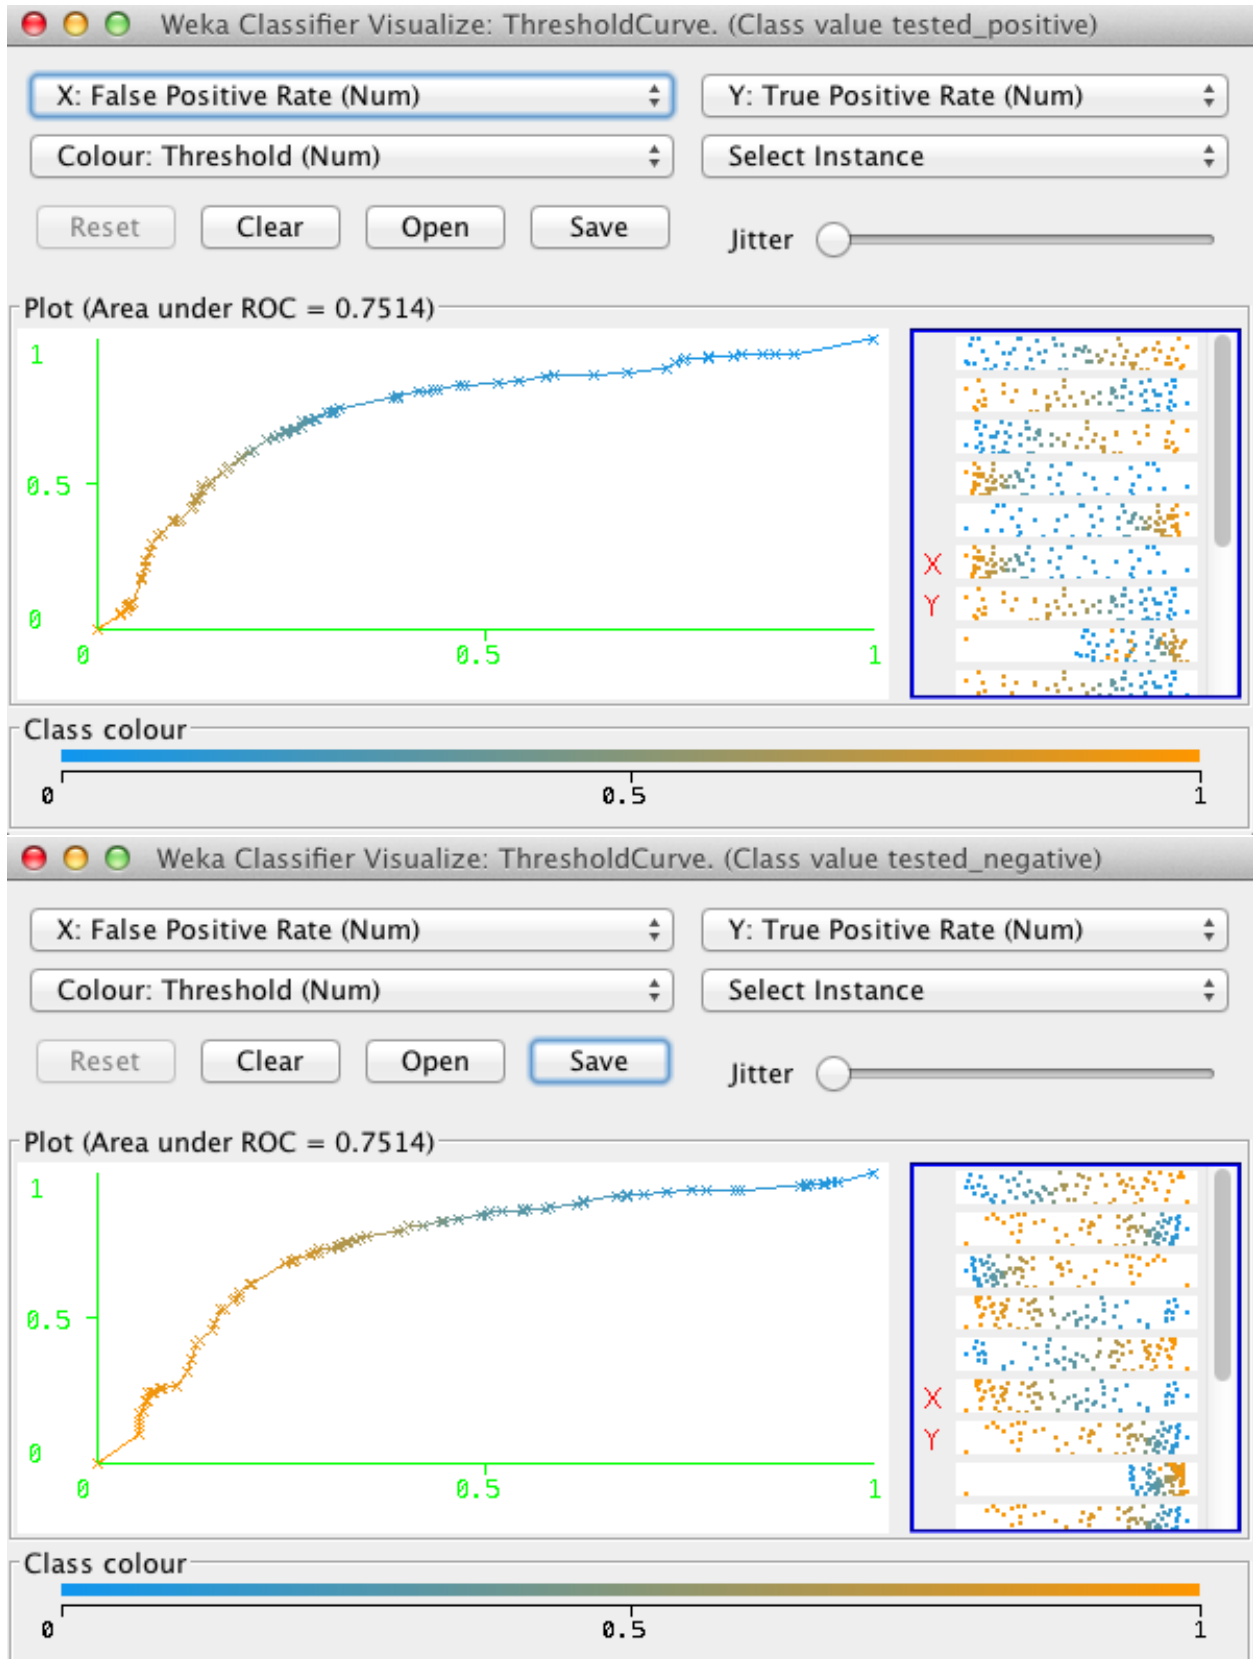 Weka Classifier Visualize: ThresholdCurve. (Class value tested_positive)
X: False Positive Rate (Num) Y: True Positive Rate (Num)
Colour: Threshold (Num) Select Instance
Reset Clear Open Save Jitter
Plot (Area under ROC = 0.7514)
1
0.5
0
0 0.5 1
X
Y
Class colour
0 0.5 1
Weka Classifier Visualize: ThresholdCurve. (Class value tested_negative)
X: False Positive Rate (Num) Y: True Positive Rate (Num)
Colour: Threshold (Num) Select Instance
Reset Clear Open Save Jitter
Plot (Area under ROC = 0.7514)
1
0.5
0
0 0.5 1
X
Y
Class colour
0 0.5 1